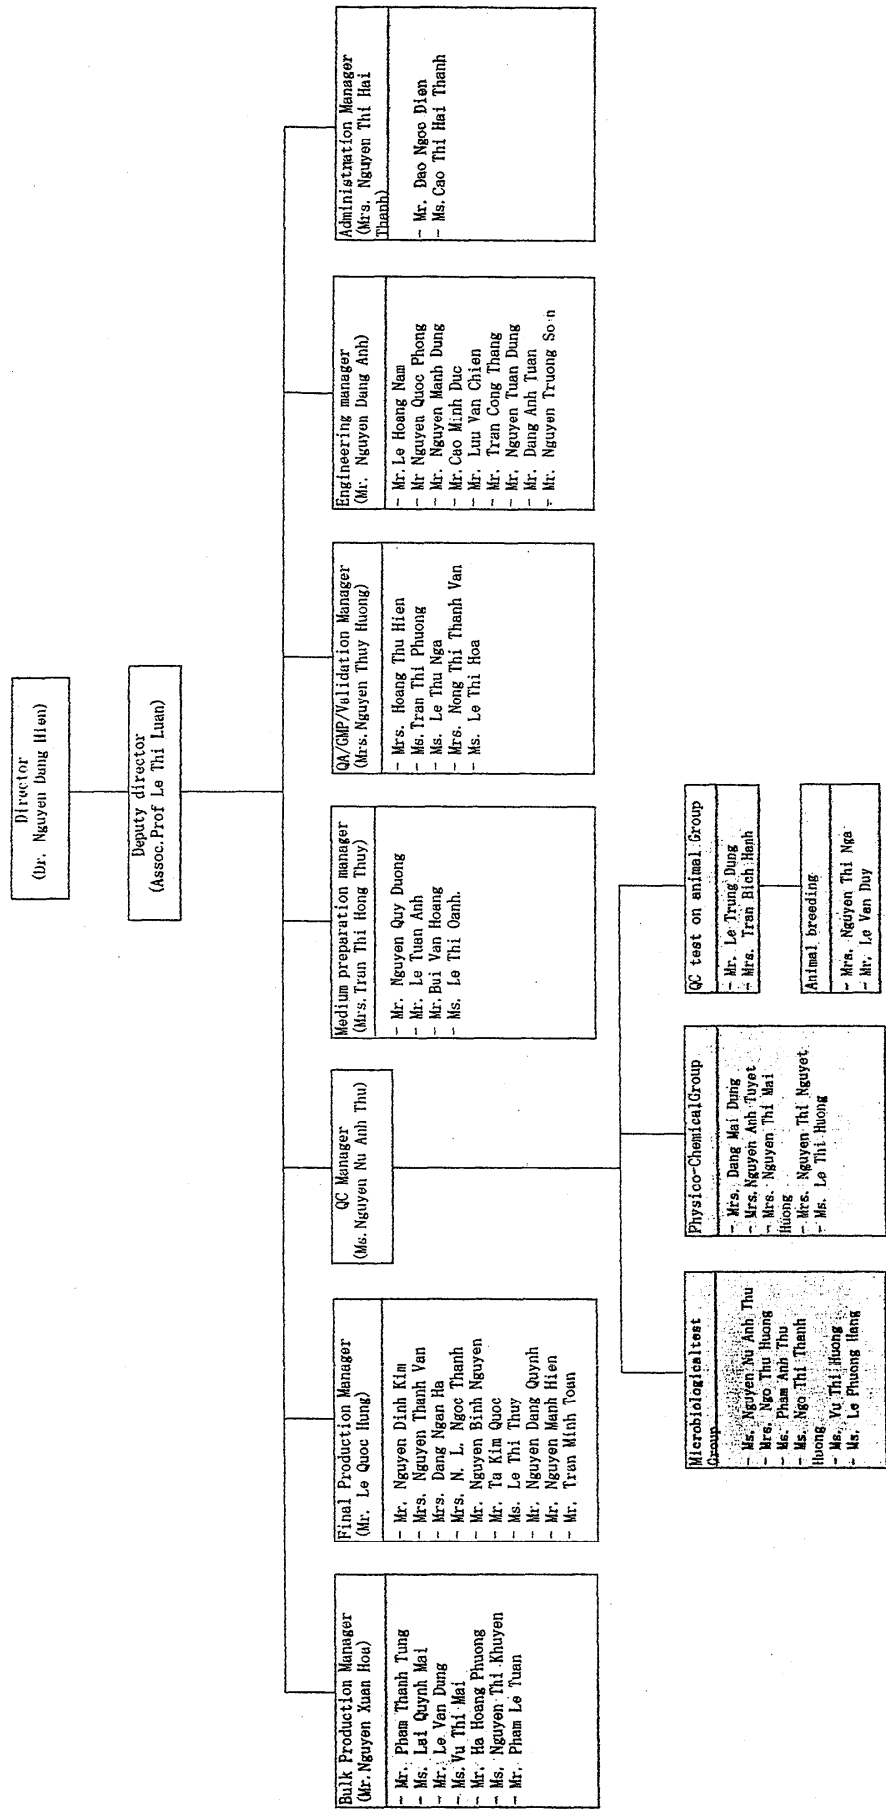 Director
(Dr. Nguyen Dang Hien)
Deputy director
(Assoc.Prof Le Thi Luan)
Bulk Production Manager
(Mr.Nguyen Xuan Hoa)
- Mr. Pham Thanh Tung
- Ms. Lai Quynh Mai
- Mr. Le Van Dung
- Ms.Vu Thi Mai
- Mr. Ha Hoang Phuong
- Ms. Nguyen Thi Khuyen
- Mr. Pham Le Tuan
Final Production Manager
(Mr. Le Quoc Hung)
- Mr. Nguyen Dinh Kim
- Mrs. Nguyen Thanh Van
- Mrs. Dang Ngan Ha
- Mrs. N. L. Ngoc Thanh
- Mr. Nguyen Binh Nguyen
- Mr. Ta Kim Quoc
- Ms. Le Thi Thuy
- Mr. Nguyen Dang Quynh
- Mr. Nguyen Manh Hien
- Mr. Tran Minh Toan
QC Manager
(Ms. Nguyen Nu Anh Thu)
Medium preparation manager
(Mrs.Tran Thi Hong Thuy)
- Mr. Nguyen Quy Duong
- Mr. Le Tuan Anh
- Mr.Bui Van Hoang
- Ms. Le Thi Oanh.
QA/GMP/Validation Manager
(Mrs.Nguyen Thuy Huong)
- Mrs. Hoang Thu Hien
- Ms.Tran Thi Phuong
- Ms. Le Thu Nga
- Mrs. Nong Thi Thanh Van
- Ms. Le Thi Hoa
Engineering manager
(Mr. Nguyen Dang Anh)
- Mr.Le Hoang Nam
- Mr Nguyen Quoc Phong
- Mr. Nguyen Manh Dung
- Mr.Cao Minh Duc
- Mr. Luu Van Chien
- Mr. Tran Cong Thang
- Mr. Nguyen Tuan Dung
- Mr. Dang Anh Tuan
- Mr. Nguyen Truong Son
Administration Manager
(Mrs. Nguyen Thi Hai
Thanh)
- Mr. Dao Ngoc Dien
- Ms.Cao Thi Hai Thanh
Microbiologicaltest
Group
- Ms. Nguyen Nu Anh Thu
- Mrs. Ngo Thu Huong
- Ms. Pham Anh Thu
- Ms. Ngo Thi Thanh
Huong
- Ms. Vu Thi Huong
- Ms. Le Phuong Hang
Physico-ChemicalGroup
- Mrs. Dang Mai Dung
- Mrs.Nguyen Anh Tuyet
- Mrs. Nguyen Thi Mai
Huong
- Mrs. Nguyen Thi Nguyet
- Ms. Le Thi Huong
QC test on animal Group
- Mr. Le Trung Dung
- Mrs. Tran Bich Hanh
Animal breeding
- Mrs. Nguyen Thi Nga
- Mr. Le Van Duy